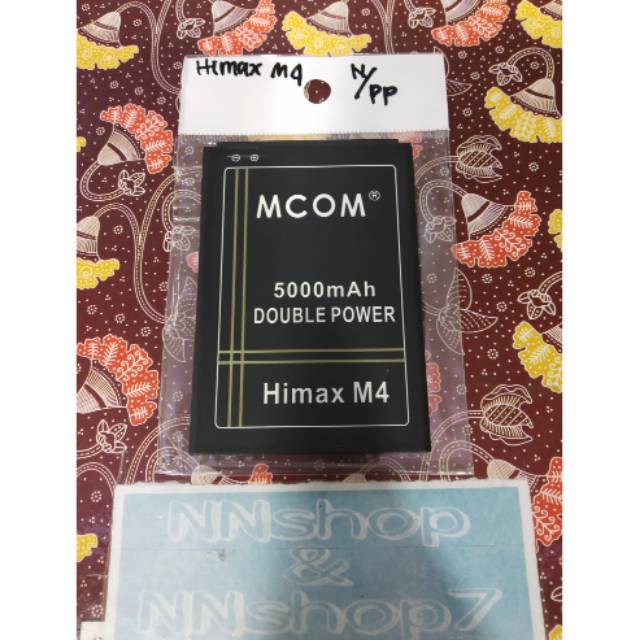 Himax M4 N/PP
⊖ ⊕
MCOM®
5000mAh
DOUBLE POWER
Himax M4
NNshop
&
NNshop7